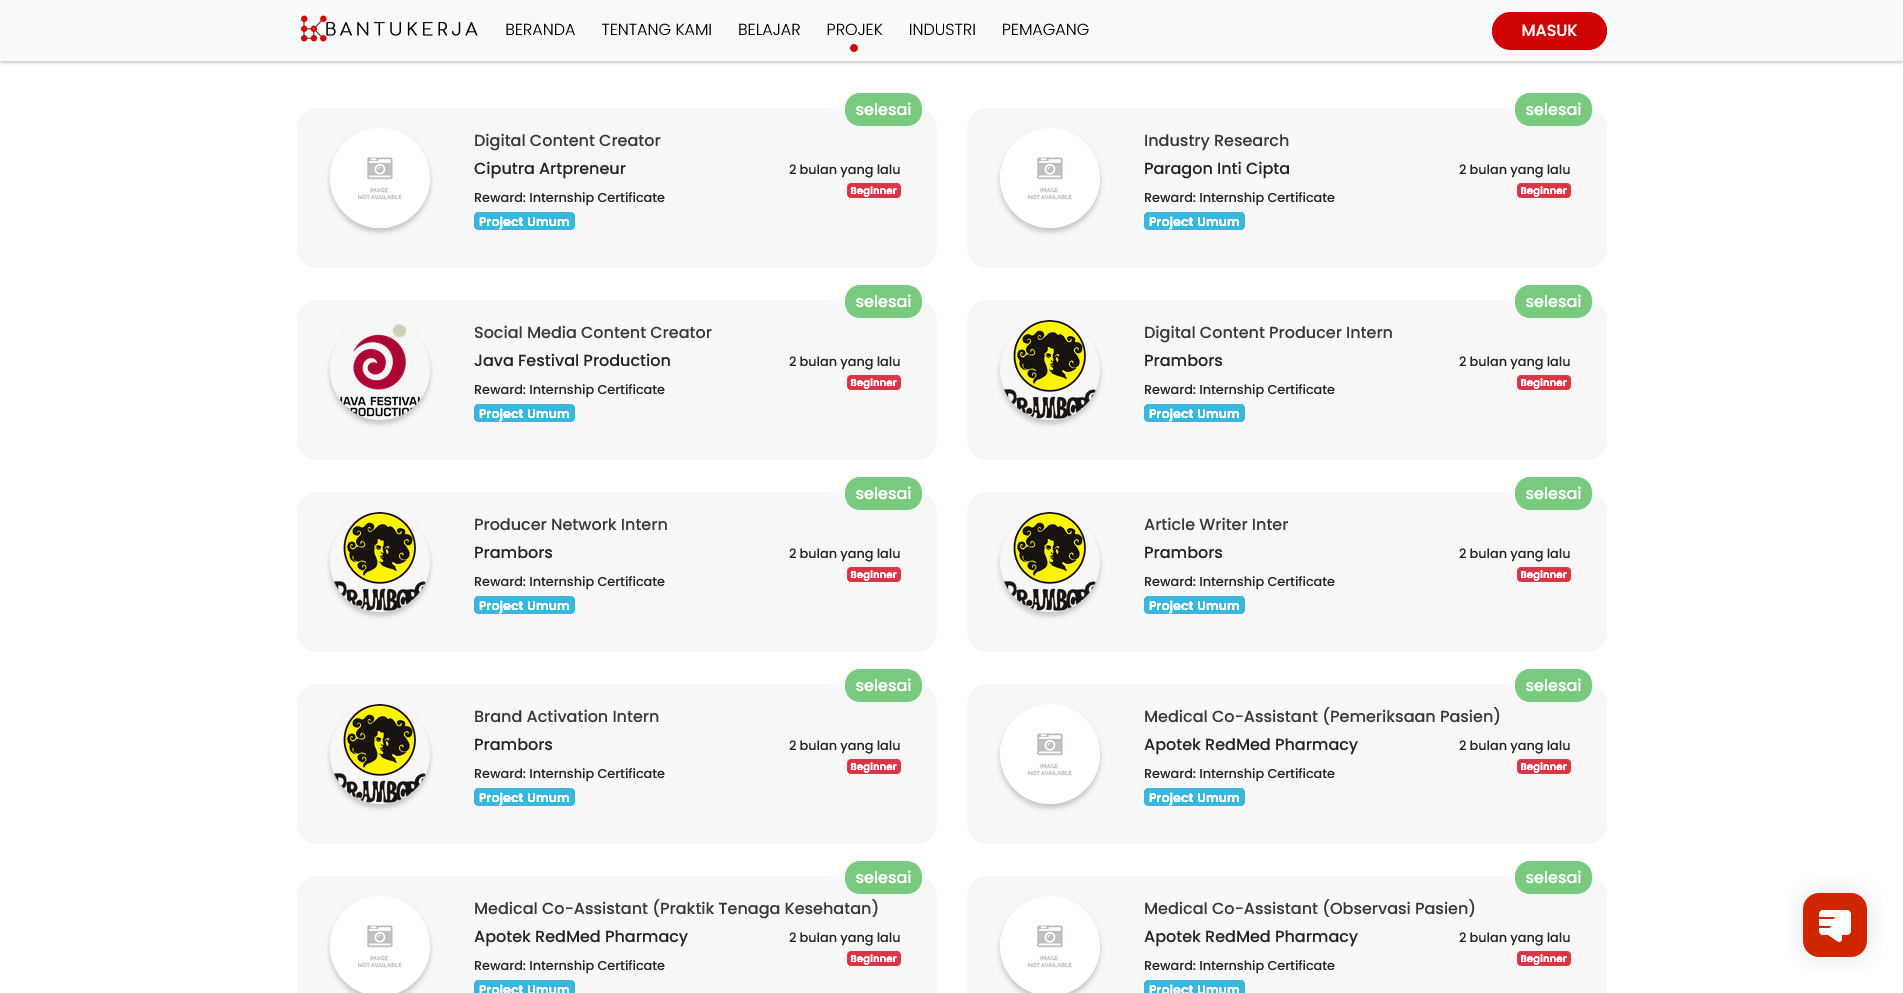 BANTUKERJA BERANDA TENTANG KAMI BELAJAR PROJEK INDUSTRI PEMAGANG MASUK
selesai
IMAGE
NOT AVAILABLE
Digital Content Creator
Ciputra Artpreneur
2 bulan yang lalu
Beginner
Reward: Internship Certificate
Project Umum
selesai
IMAGE
NOT AVAILABLE
Industry Research
Paragon Inti Cipta
2 bulan yang lalu
Beginner
Reward: Internship Certificate
Project Umum
selesai
JAVA FESTIVAL
PRODUCTION
Social Media Content Creator
Java Festival Production
2 bulan yang lalu
Beginner
Reward: Internship Certificate
Project Umum
selesai
PRAMBORS
Digital Content Producer Intern
Prambors
2 bulan yang lalu
Beginner
Reward: Internship Certificate
Project Umum
selesai
PRAMBORS
Producer Network Intern
Prambors
2 bulan yang lalu
Beginner
Reward: Internship Certificate
Project Umum
selesai
PRAMBORS
Article Writer Inter
Prambors
2 bulan yang lalu
Beginner
Reward: Internship Certificate
Project Umum
selesai
PRAMBORS
Brand Activation Intern
Prambors
2 bulan yang lalu
Beginner
Reward: Internship Certificate
Project Umum
selesai
IMAGE
NOT AVAILABLE
Medical Co-Assistant (Pemeriksaan Pasien)
Apotek RedMed Pharmacy
2 bulan yang lalu
Beginner
Reward: Internship Certificate
Project Umum
selesai
IMAGE
NOT AVAILABLE
Medical Co-Assistant (Praktik Tenaga Kesehatan)
Apotek RedMed Pharmacy
2 bulan yang lalu
Beginner
Reward: Internship Certificate
Project Umum
selesai
IMAGE
NOT AVAILABLE
Medical Co-Assistant (Observasi Pasien)
Apotek RedMed Pharmacy
2 bulan yang lalu
Beginner
Reward: Internship Certificate
Project Umum